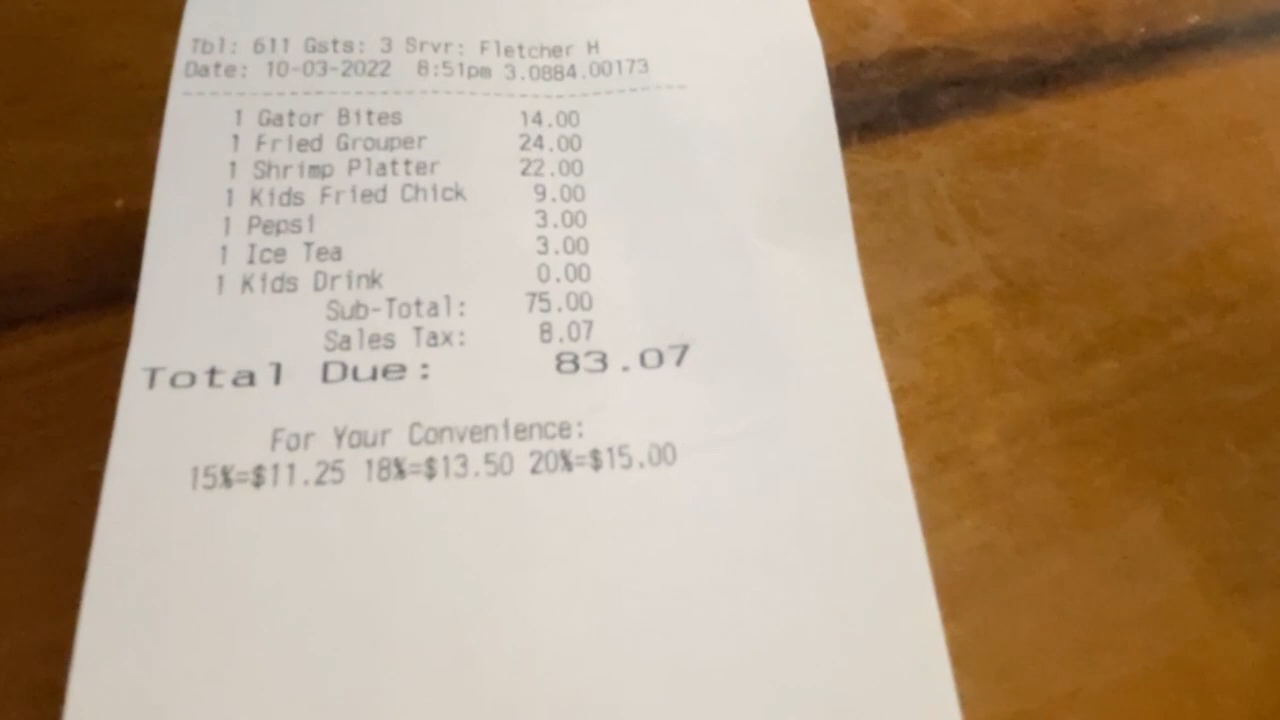 Tbl: 611 Gsts: 3 Srvr: Fletcher H
Date: 10-03-2022 8:51pm 3.0884.00173
1 Gator Bites 14.00
1 Fried Grouper 24.00
1 Shrimp Platter 22.00
1 Kids Fried Chick 9.00
1 Pepsi 3.00
1 Ice Tea 3.00
1 Kids Drink 0.00
Sub-Total: 75.00
Sales Tax: 8.07
Total Due: 83.07
For Your Convenience:
15%=$11.25 18%=$13.50 20%=$15.00